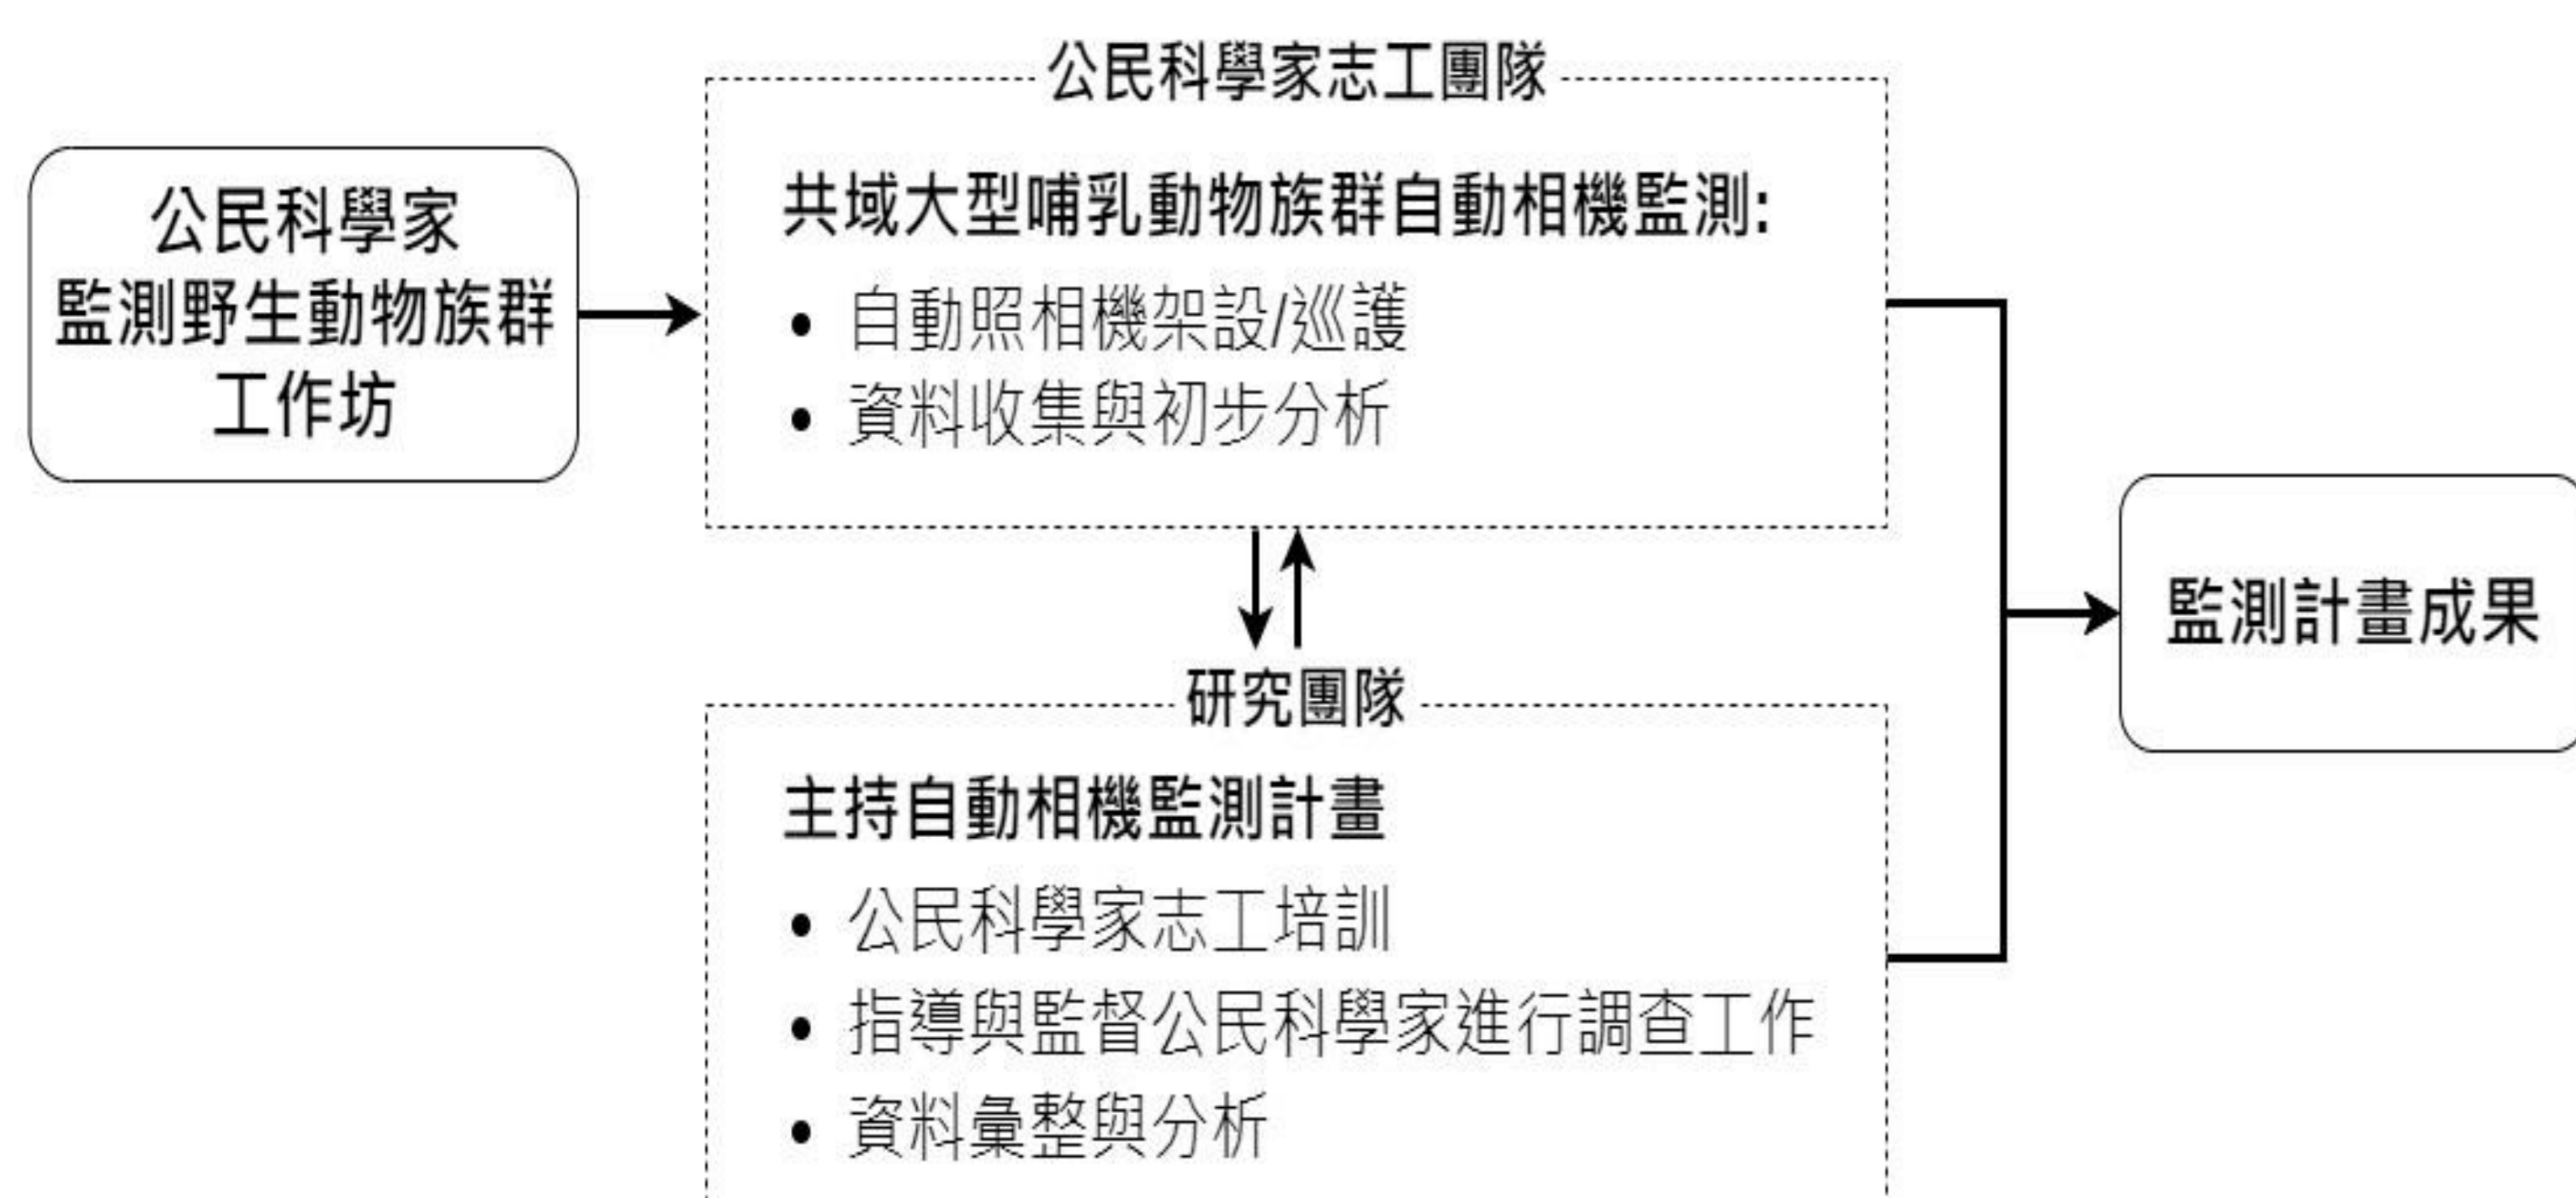 公民科學家
監測野生動物族群
工作坊
公民科學家志工團隊
共域大型哺乳動物族群自動相機監測:
• 自動照相機架設/巡護
• 資料收集與初步分析
研究團隊
主持自動相機監測計畫
• 公民科學家志工培訓
• 指導與監督公民科學家進行調查工作
• 資料彙整與分析
監測計畫成果